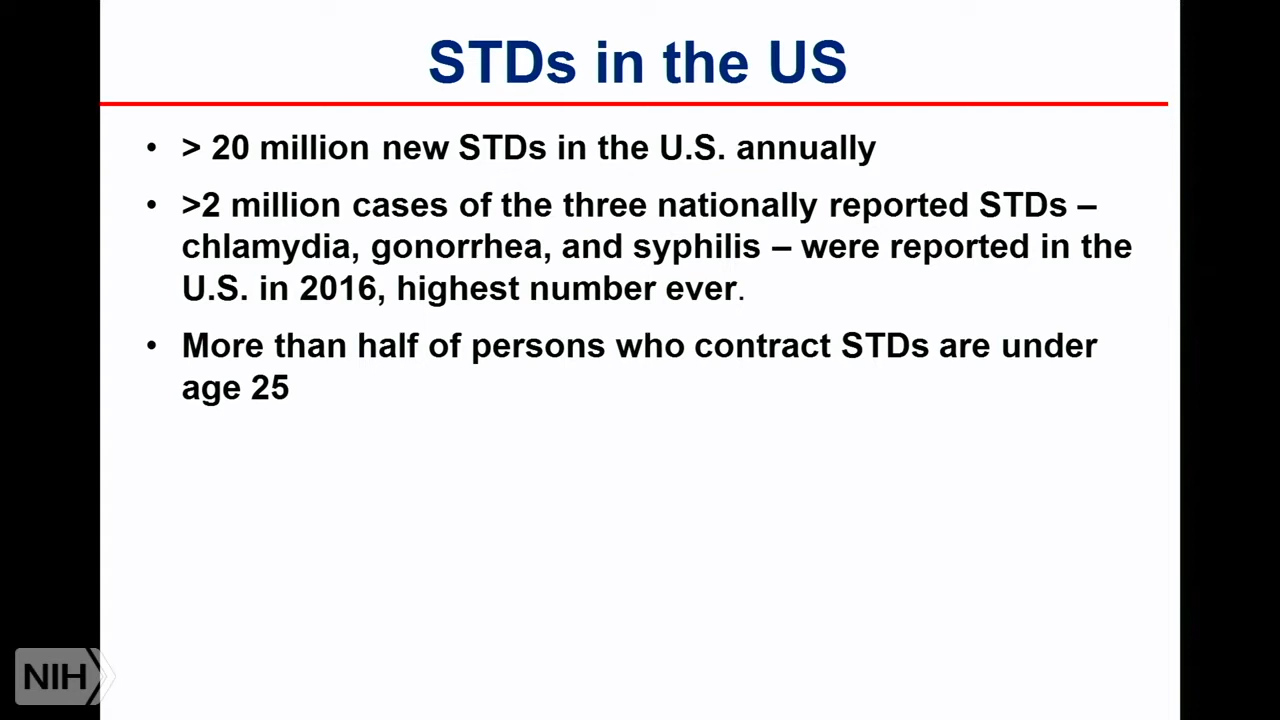 STDs in the US
• > 20 million new STDs in the U.S. annually
• >2 million cases of the three nationally reported STDs –
chlamydia, gonorrhea, and syphilis – were reported in the
U.S. in 2016, highest number ever.
• More than half of persons who contract STDs are under
age 25
NIH